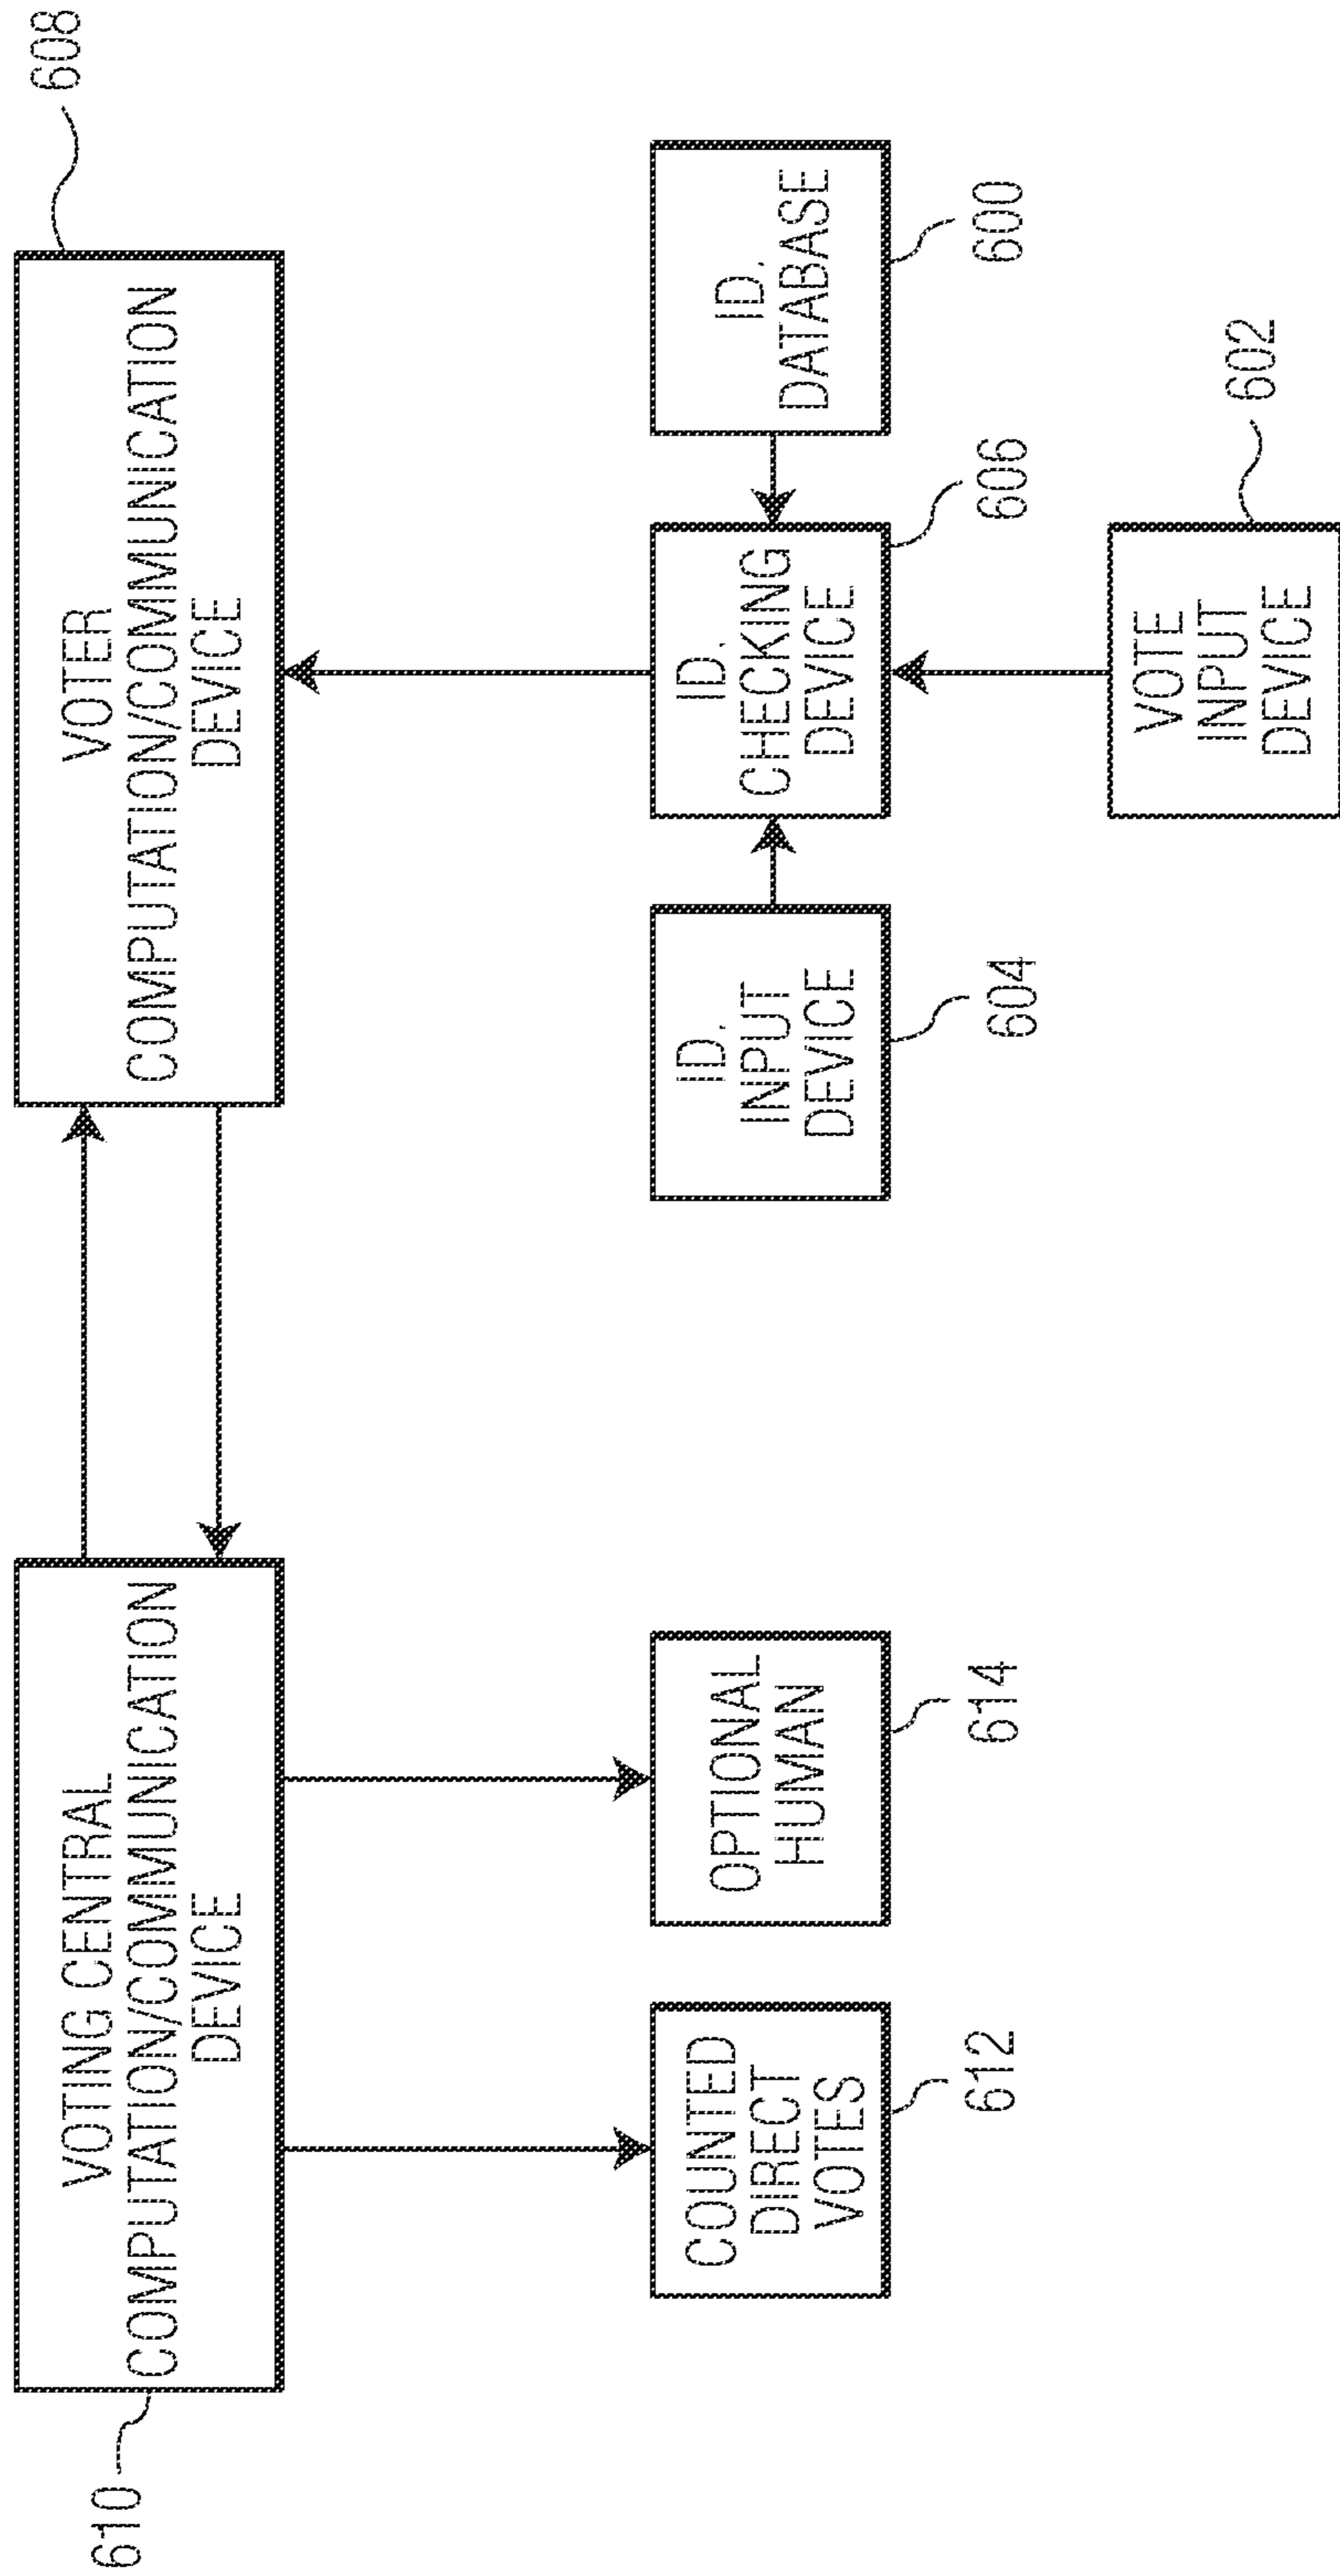 610
VOTING CENTRAL
COMPUTATION/COMMUNICATION
DEVICE
VOTER
COMPUTATION/COMMUNICATION
DEVICE
608
COUNTED
DIRECT
VOTES
612
OPTIONAL
HUMAN
614
ID.
INPUT
DEVICE
604
ID.
CHECKING
DEVICE
606
ID.
DATABASE
600
VOTE
INPUT
DEVICE
602